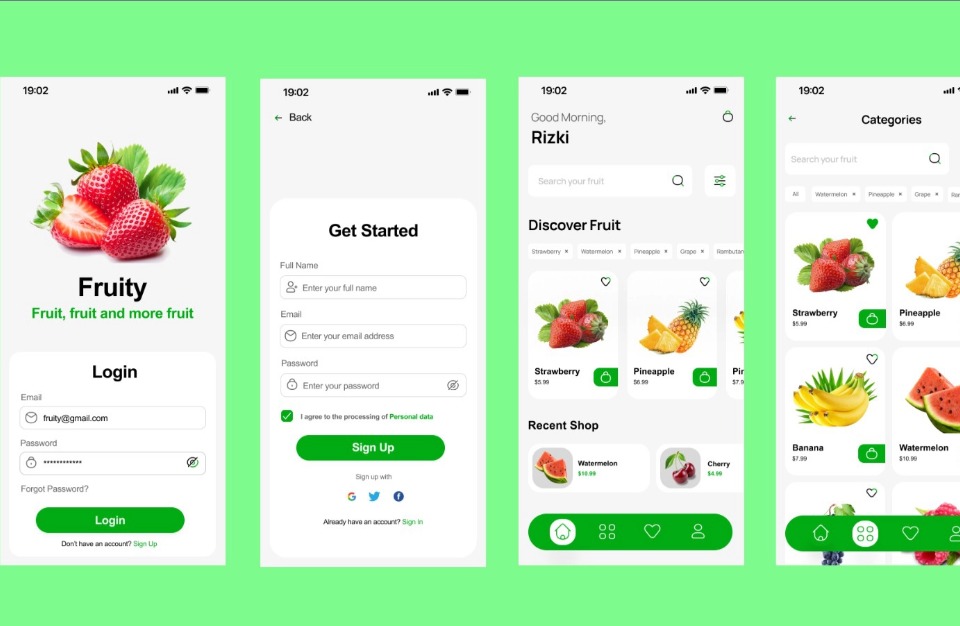 19:02
Fruity
Fruit, fruit and more fruit
Login
Email
fruity@gmail.com
Password
************
Forgot Password?
Login
Don't have an account? Sign Up
19:02
Back
Get Started
Full Name
Enter your full name
Email
Enter your email address
Password
Enter your password
I agree to the processing of Personal data
Sign Up
Sign up with
Already have an account? Sign in
19:02
Good Morning,
Rizki
Search your fruit
Discover Fruit
Strawberry × Watermelon × Pineapple × Grape × Rambutan
Strawberry
$5.99
Pineapple
$6.99
Pir
$7.9
Recent Shop
Watermelon
$10.99
Cherry
$4.99
19:02
Categories
Search your fruit
All Watermelon × Pineapple × Grape ×
Strawberry
$5.99
Pineapple
$6.99
Banana
$7.99
Watermelon
$10.99